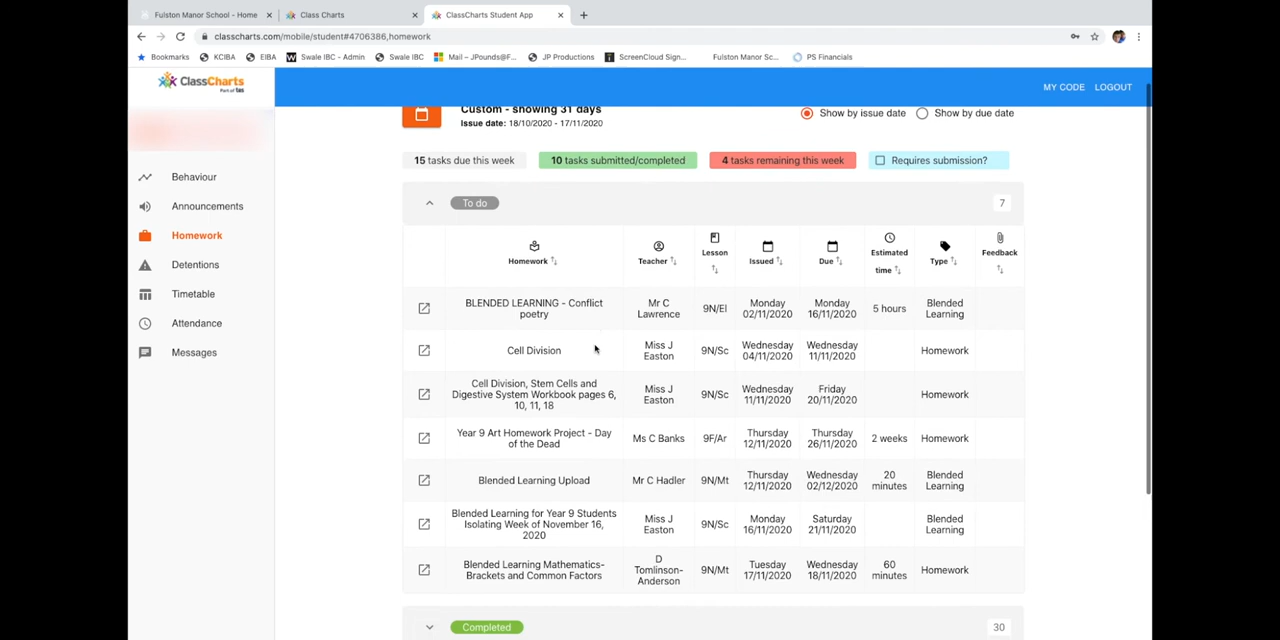 Fulston Manor School - Home
Class Charts
ClassCharts Student App
classcharts.com/mobile/student#4706386,homework
Bookmarks
KCIBA
EIBA
Swale IBC - Admin
Swale IBC
Mail – JPounds@F...
JP Productions
ScreenCloud Sign...
Fulston Manor Sc...
PS Financials
ClassCharts
Part of tes
MY CODE
LOGOUT
Behaviour
Announcements
Homework
Detentions
Timetable
Attendance
Messages
Custom - showing 31 days
Issue date: 18/10/2020 - 17/11/2020
Show by issue date
Show by due date
15 tasks due this week
10 tasks submitted/completed
4 tasks remaining this week
Requires submission?
To do
7
Homework
Teacher
Lesson
Issued
Due
Estimated
time
Type
Feedback
BLENDED LEARNING - Conflict
poetry
Mr C
Lawrence
9N/El
Monday
02/11/2020
Monday
16/11/2020
5 hours
Blended
Learning
Cell Division
Miss J
Easton
9N/Sc
Wednesday
04/11/2020
Wednesday
11/11/2020
Homework
Cell Division, Stem Cells and
Digestive System Workbook pages 6,
10, 11, 18
Miss J
Easton
9N/Sc
Wednesday
11/11/2020
Friday
20/11/2020
Homework
Year 9 Art Homework Project - Day
of the Dead
Ms C Banks
9F/Ar
Thursday
12/11/2020
Thursday
26/11/2020
2 weeks
Homework
Blended Learning Upload
Mr C Hadler
9N/Mt
Thursday
12/11/2020
Wednesday
02/12/2020
20
minutes
Blended
Learning
Blended Learning for Year 9 Students
Isolating Week of November 16,
2020
Miss J
Easton
9N/Sc
Monday
16/11/2020
Saturday
21/11/2020
Blended
Learning
Blended Learning Mathematics-
Brackets and Common Factors
D
Tomlinson-
Anderson
9N/Mt
Tuesday
17/11/2020
Wednesday
18/11/2020
60
minutes
Homework
Completed
30